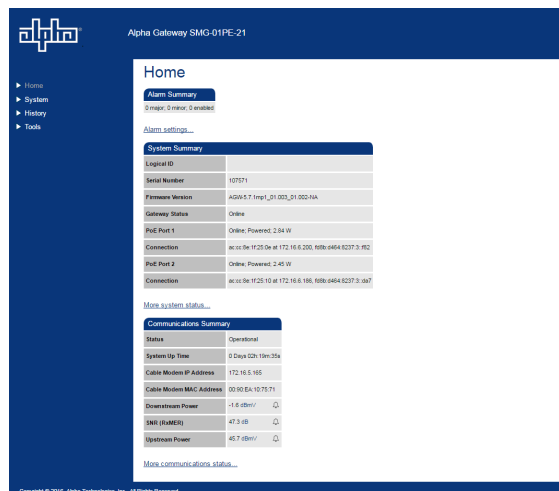 alpha
Alpha Gateway SMG-01PE-21
Home
System
History
Tools
Home
Alarm Summary
0 major; 0 minor; 0 enabled
Alarm settings...
System Summary
Logical ID
Serial Number 107571
Firmware Version AGW-5.7.1mp1_01.003_01.002-NA
Gateway Status Online
PoE Port 1 Online; Powered; 2.84 W
Connection ac:cc:8e:1f:25:0e at 172.16.6.200, fd8b:d464:8237:3::f82
PoE Port 2 Online; Powered; 2.45 W
Connection ac:cc:8e:1f:25:10 at 172.16.6.186, fd8b:d464:8237:3::da7
More system status...
Communications Summary
Status Operational
System Up Time 0 Days 02h:19m:35s
Cable Modem IP Address 172.16.5.165
Cable Modem MAC Address 00:90:EA:10:75:71
Downstream Power -1.6 dBmV
SNR (RxMER) 47.3 dB
Upstream Power 45.7 dBmV
More communications status...